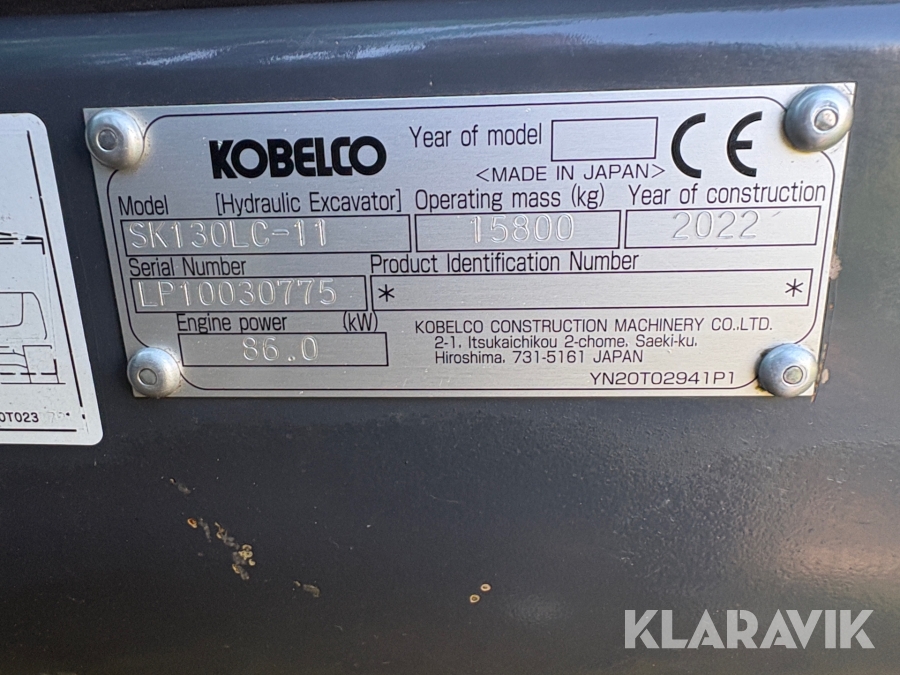 KOBELCO
Year of model
CE
<MADE IN JAPAN>
Model [Hydraulic Excavator] Operating mass (kg) Year of construction
SK130LC-11 15800 2022
Serial Number Product Identification Number
LP10030775 * *
Engine power (kW)
86.0
KOBELCO CONSTRUCTION MACHINERY CO.,LTD.
2-1, Itsukaichikou 2-chome, Saeki-ku,
Hiroshima, 731-5161 JAPAN
YN20T02941P1
0T023
KLARAVIK